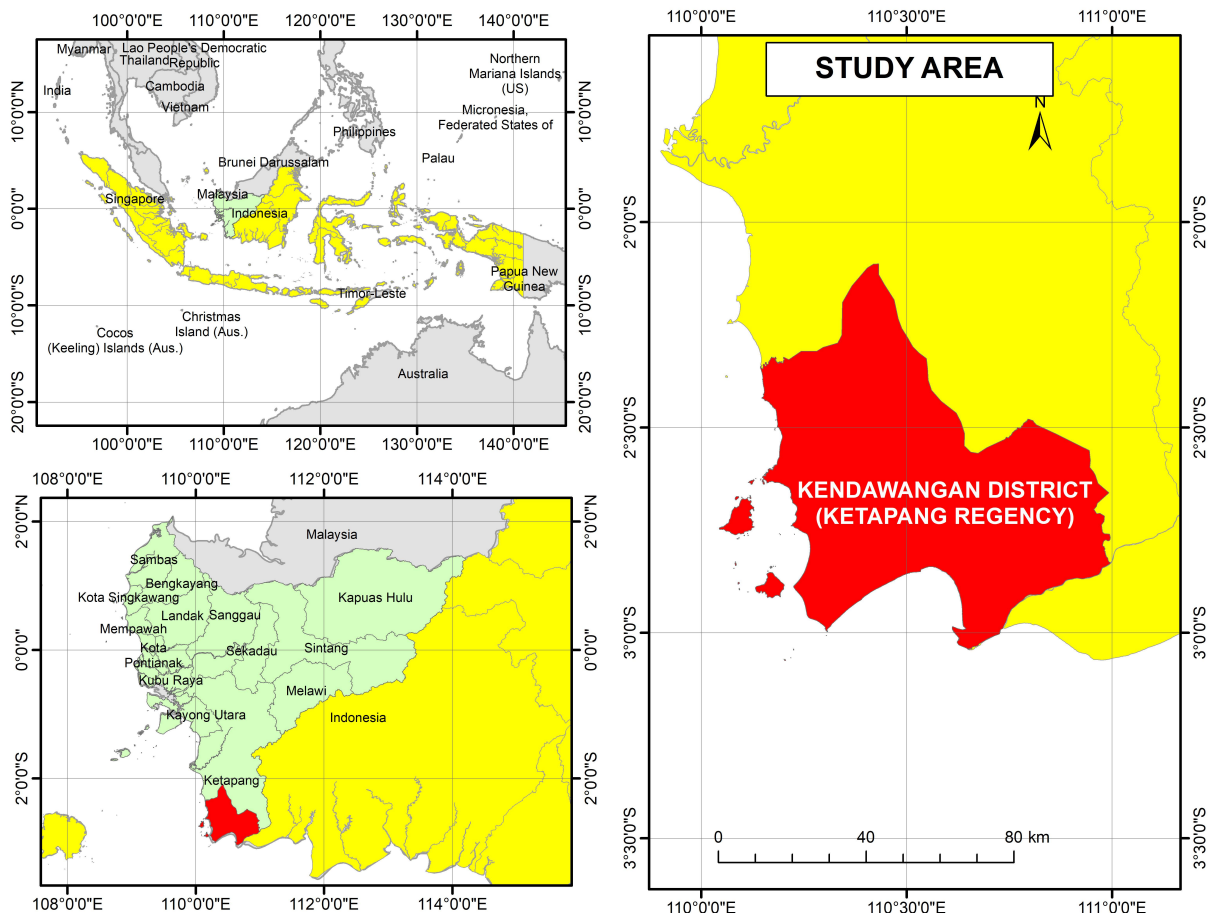 100°0'0"E 110°0'0"E 120°0'0"E 130°0'0"E 140°0'0"E
Myanmar
Lao People's Democratic
Republic
Thailand
India
Cambodia
Vietnam
Northern
Mariana Islands
(US)
Micronesia,
Federated States of
Philippines
Palau
Brunei Darussalam
Malaysia
Singapore
Indonesia
Papua New
Guinea
Timor-Leste
Christmas
Island (Aus.)
Cocos
(Keeling) Islands (Aus.)
Australia
10°0'0"N
0°0'0"
10°0'0"S
20°0'0"S
10°0'0"N
0°0'0"
10°0'0"S
20°0'0"S
100°0'0"E 110°0'0"E 120°0'0"E 130°0'0"E 140°0'0"E
108°0'0"E 110°0'0"E 112°0'0"E 114°0'0"E
Malaysia
Sambas
Bengkayang
Kota Singkawang
Kapuas Hulu
Landak
Sanggau
Mempawah
Kota
Pontianak
Sekadau
Sintang
Kubu Raya
Melawi
Kayong Utara
Indonesia
Ketapang
2°0'0"N
0°0'0"
2°0'0"S
2°0'0"N
0°0'0"
2°0'0"S
108°0'0"E 110°0'0"E 112°0'0"E 114°0'0"E
110°0'0"E 110°30'0"E 111°0'0"E
STUDY AREA
N
KENDAWANGAN DISTRICT
(KETAPANG REGENCY)
0 40 80 km
2°0'0"S
2°30'0"S
3°0'0"S
3°30'0"S
2°0'0"S
2°30'0"S
3°0'0"S
3°30'0"S
110°0'0"E 110°30'0"E 111°0'0"E